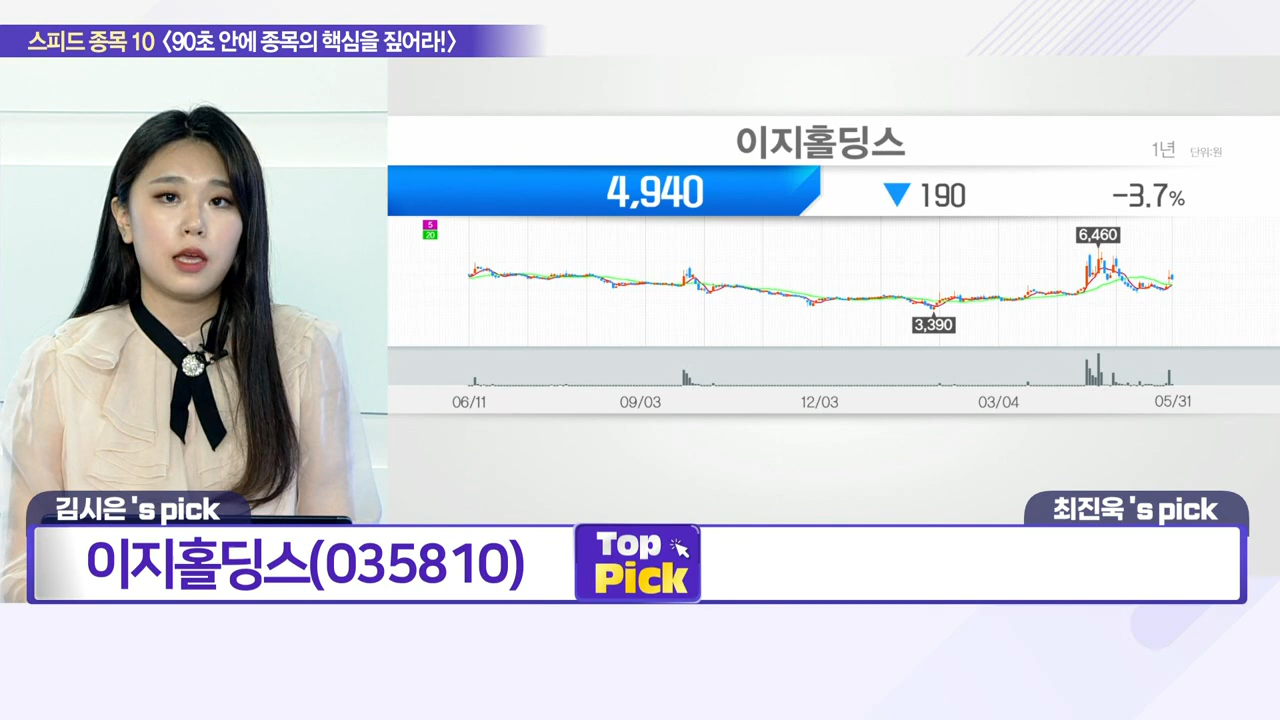 스피드 종목 10 〈90초 안에 종목의 핵심을 짚어라!〉
이지홀딩스
1년 단위:원
4,940 ▼ 190 -3.7%
5
20
6,460
3,390
06/11 09/03 12/03 03/04 05/31
김시은 's pick
최진욱 's pick
이지홀딩스(035810)
Top
Pick